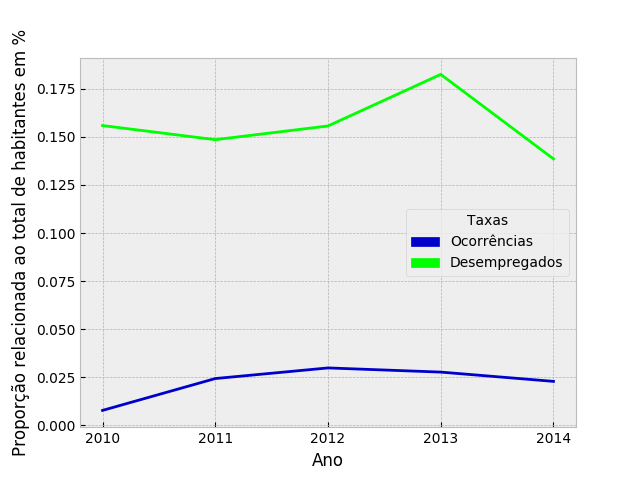 Proporção relacionada ao total de habitantes em %
0.175
0.150
0.125
0.100
0.075
0.050
0.025
0.000
Taxas
Ocorrências
Desempregados
2010 2011 2012 2013 2014
Ano